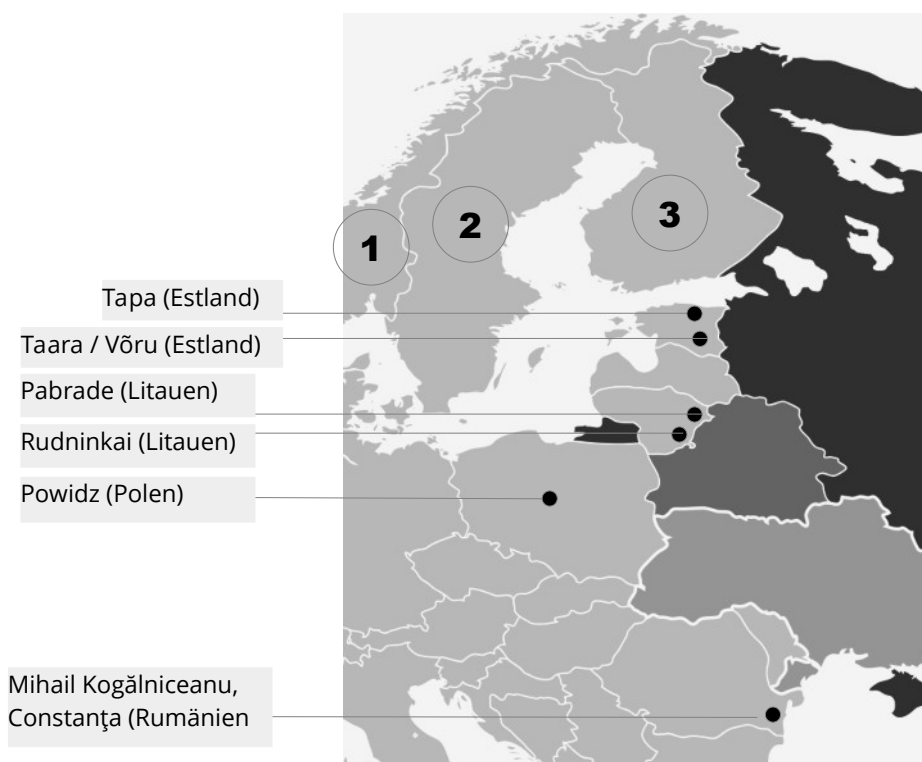 1
2
3
Tapa (Estland)
Taara / Võru (Estland)
Pabrade (Litauen)
Rudninkai (Litauen)
Powidz (Polen)
Mihail Kogălniceanu,
Constanţa (Rumänien